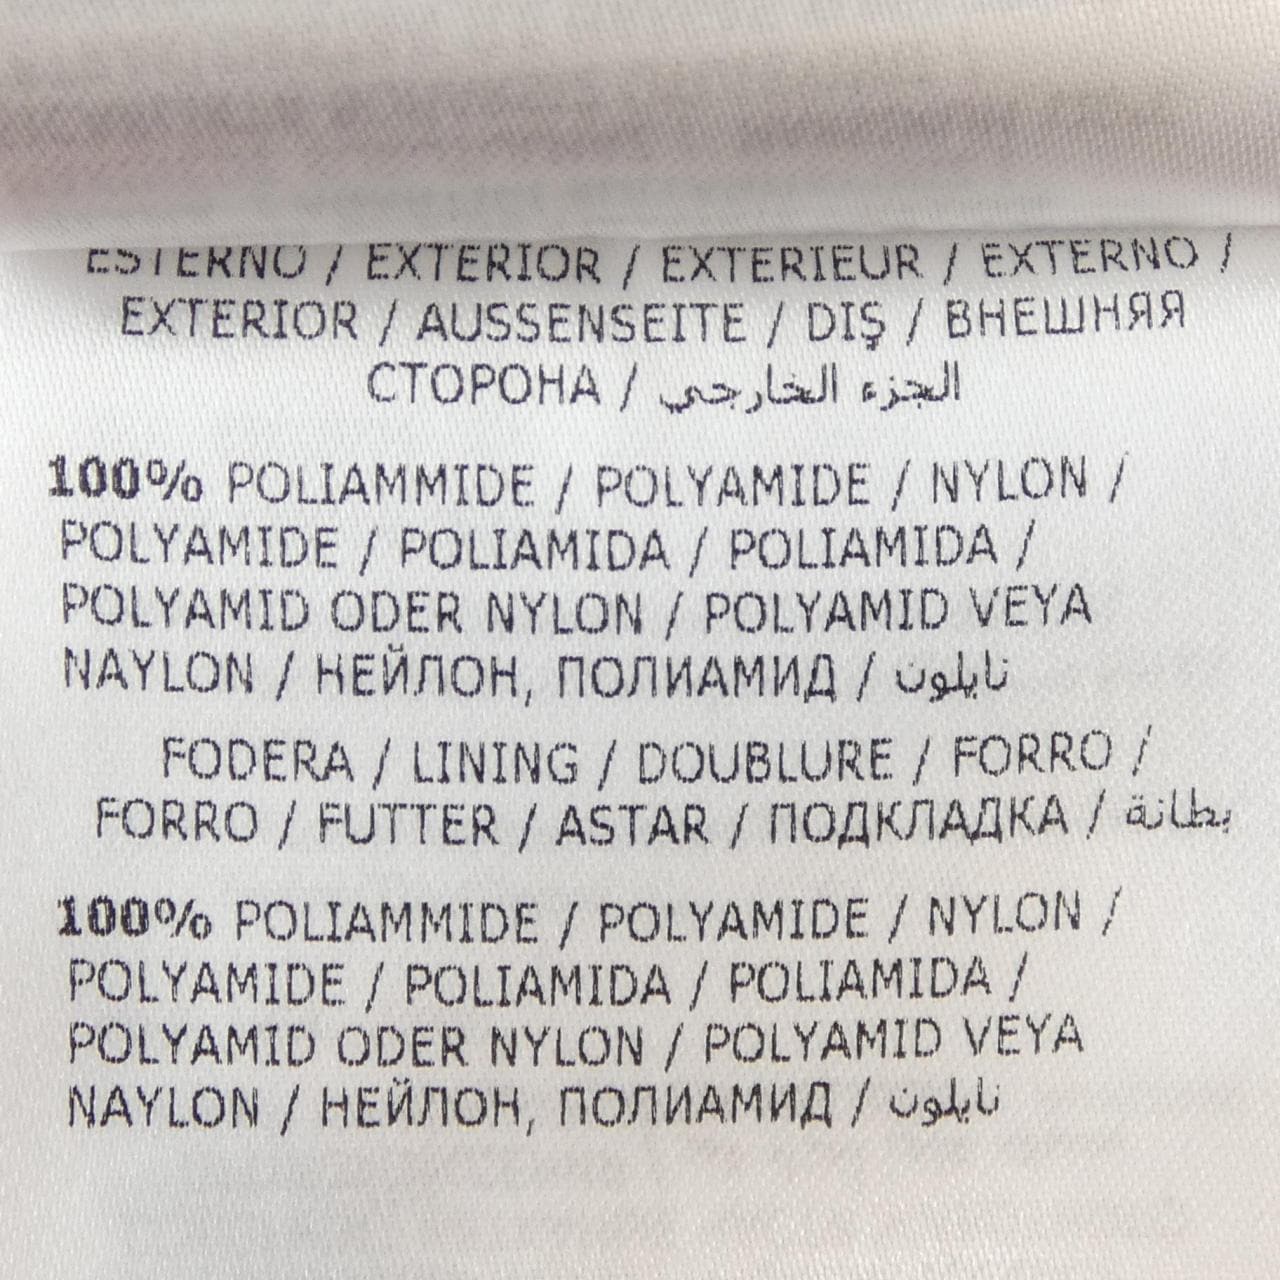 ESTERNO / EXTERIOR / EXTERIEUR / EXTERNO /
EXTERIOR / AUSSENSEITE / DIŞ / ВНЕШНЯЯ
СТОРОНА / الجزء الخارجي
100% POLIAMMIDE / POLYAMIDE / NYLON /
POLYAMIDE / POLIAMIDA / POLIAMIDA /
POLYAMID ODER NYLON / POLYAMID VEYA
NAYLON / НЕЙЛОН, ПОЛИАМИД / نايلون
FODERA / LINING / DOUBLURE / FORRO /
FORRO / FUTTER / ASTAR / ПОДКЛАДКА / بطانة
100% POLIAMMIDE / POLYAMIDE / NYLON /
POLYAMIDE / POLIAMIDA / POLIAMIDA /
POLYAMID ODER NYLON / POLYAMID VEYA
NAYLON / НЕЙЛОН, ПОЛИАМИД / نايلون